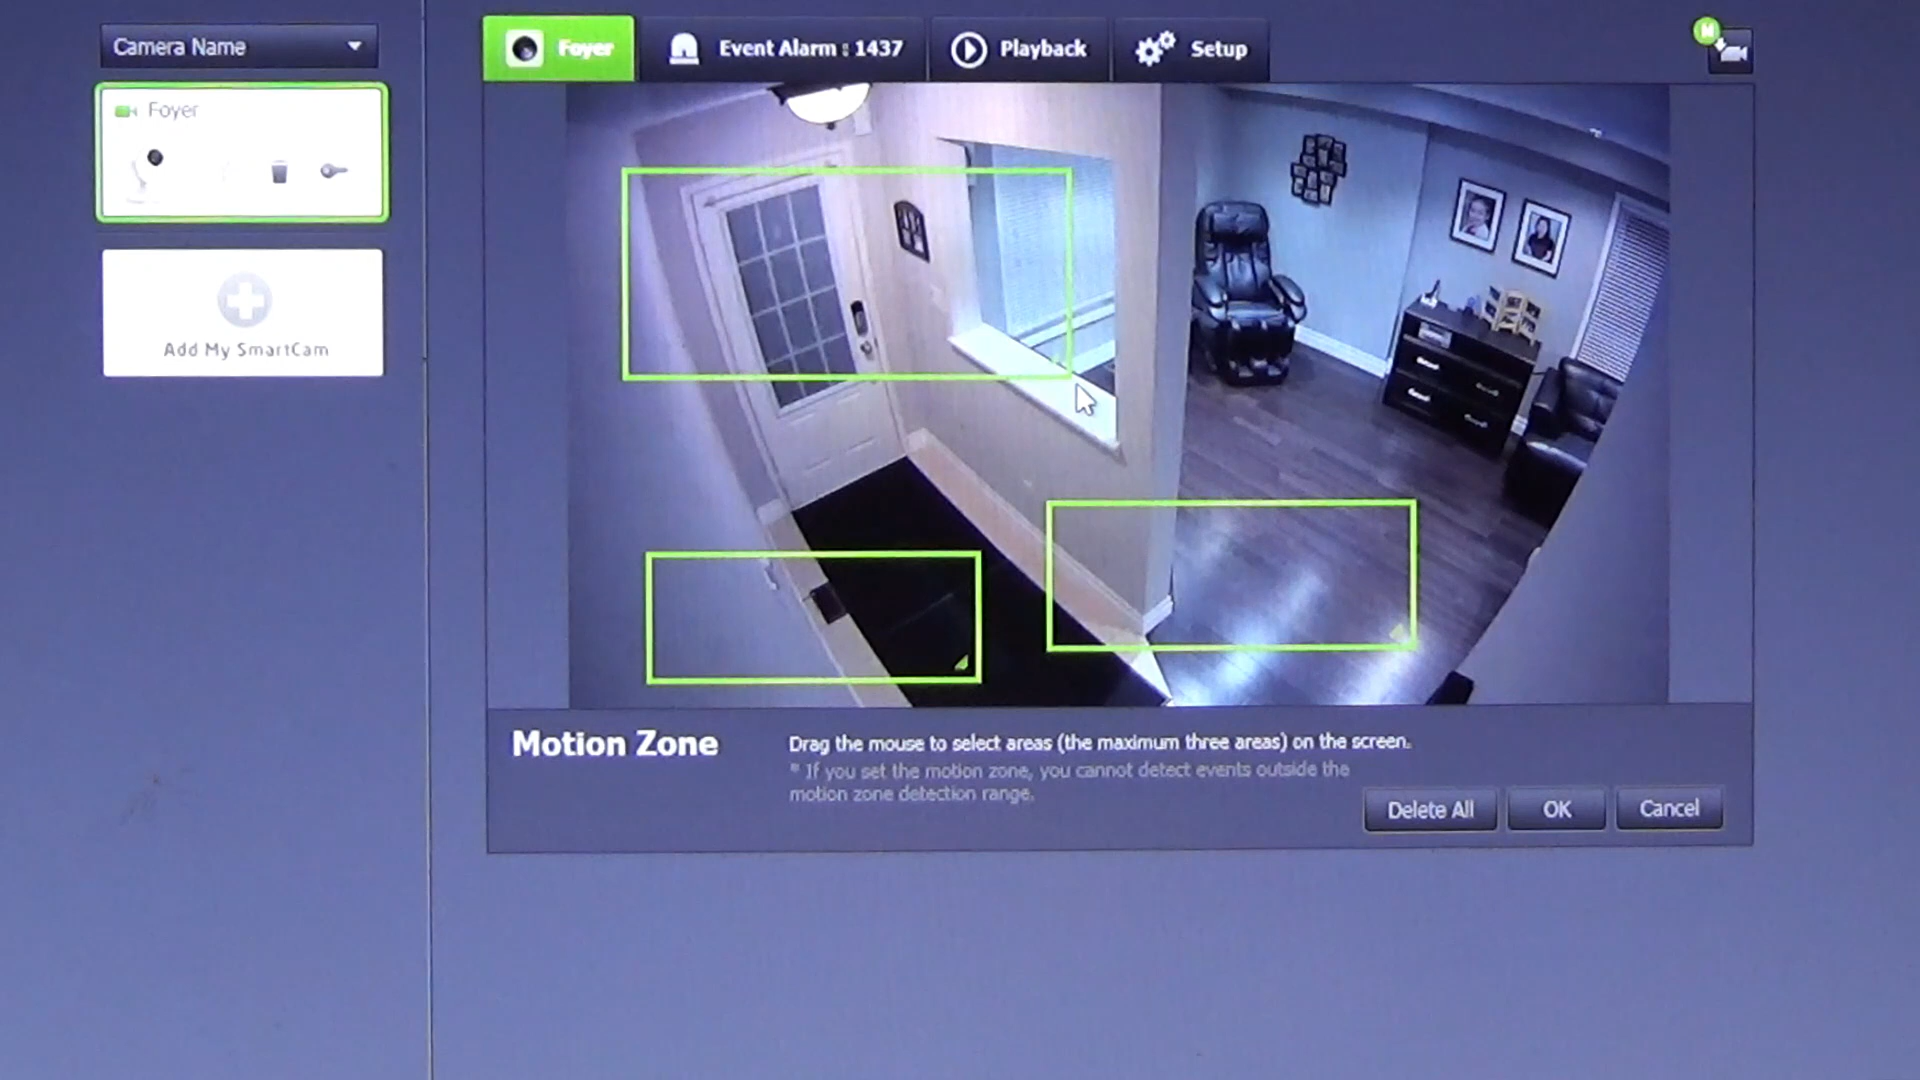 Camera Name
Foyer
Add My SmartCam
Foyer
Event Alarm : 1437
Playback
Setup
M
Motion Zone
Drag the mouse to select areas (the maximum three areas) on the screen.
* If you set the motion zone, you cannot detect events outside the
motion zone detection range.
Delete All
OK
Cancel